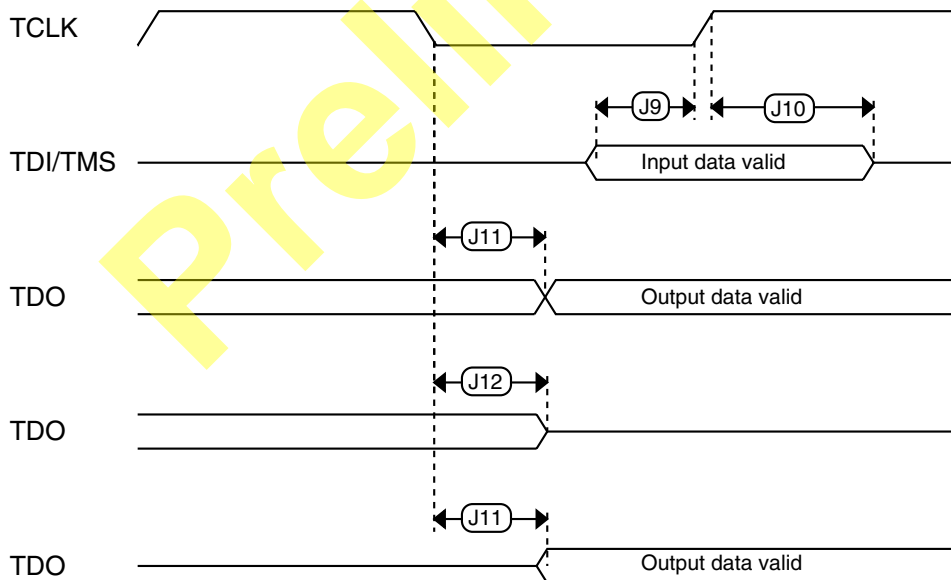 TCLK
J9
J10
TDI/TMS
Input data valid
J11
TDO
Output data valid
J12
TDO
J11
TDO
Output data valid
Preli